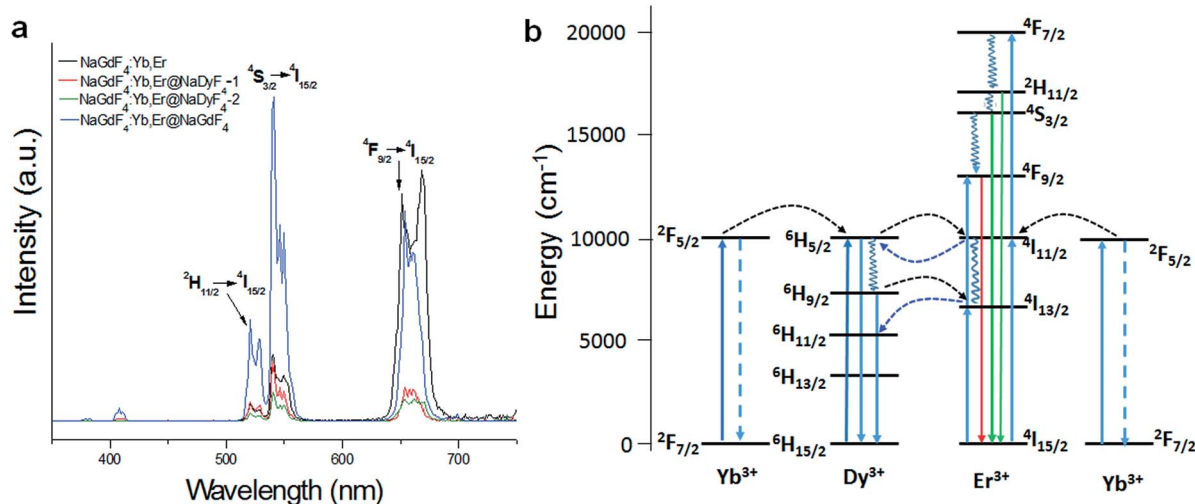 a
NaGdF₄:Yb,Er
NaGdF₄:Yb,Er@NaDyF₄-1
NaGdF₄:Yb,Er@NaDyF₄-2
NaGdF₄:Yb,Er@NaGdF₄
⁴S₃/₂→⁴I₁₅/₂
⁴F₉/₂→⁴I₁₅/₂
²H₁₁/₂→⁴I₁₅/₂
Intensity (a.u.)
400 500 600 700
Wavelength (nm)
b
20000
15000
10000
5000
0
Energy (cm⁻¹)
⁴F₇/₂
²H₁₁/₂
⁴S₃/₂
⁴F₉/₂
²F₅/₂ ⁶H₅/₂ ⁴I₁₁/₂ ²F₅/₂
⁶H₉/₂ ⁴I₁₃/₂
⁶H₁₁/₂
⁶H₁₃/₂
²F₇/₂ ⁶H₁₅/₂ ⁴I₁₅/₂ ²F₇/₂
Yb³⁺ Dy³⁺ Er³⁺ Yb³⁺